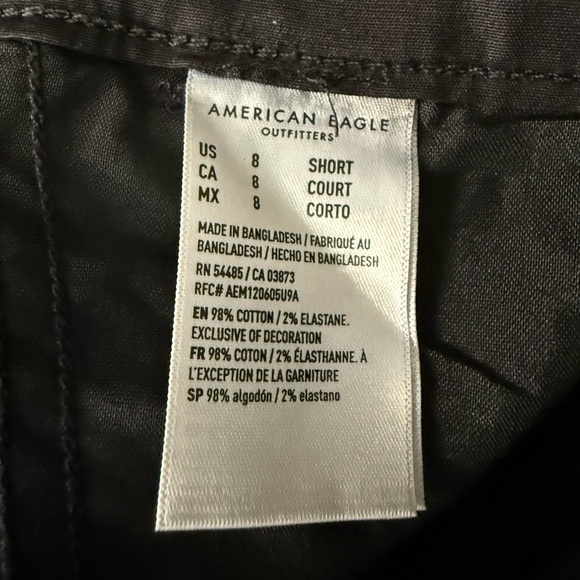 AMERICAN EAGLE
OUTFITTERS
US 8 SHORT
CA 8 COURT
MX 8 CORTO
MADE IN BANGLADESH / FABRIQUÉ AU
BANGLADESH / HECHO EN BANGLADESH
RN 54485 / CA 03873
RFC# AEM120605U9A
EN 98% COTTON / 2% ELASTANE.
EXCLUSIVE OF DECORATION
FR 98% COTON / 2% ÉLASTHANNE. À
L'EXCEPTION DE LA GARNITURE
SP 98% algodón / 2% elastano